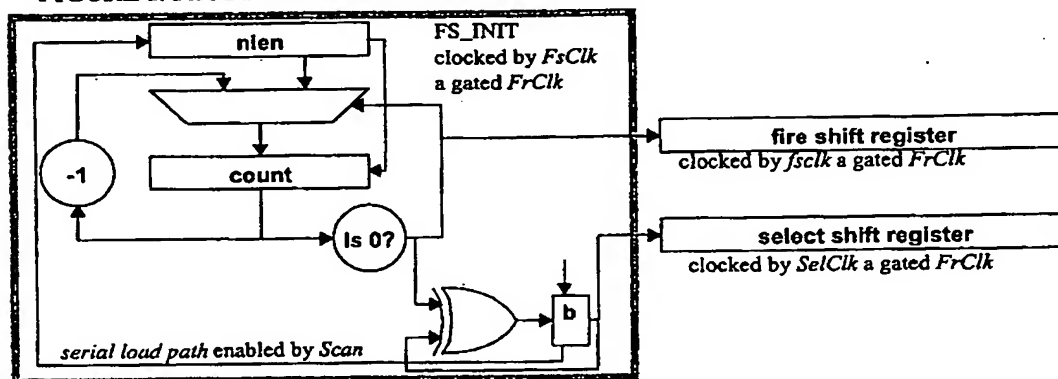 nlen
FS_INIT
clocked by FsClk
a gated FrClk
-1
count
Is 0?
b
serial load path enabled by Scan
fire shift register
clocked by fsclk a gated FrClk
select shift register
clocked by SelClk a gated FrClk